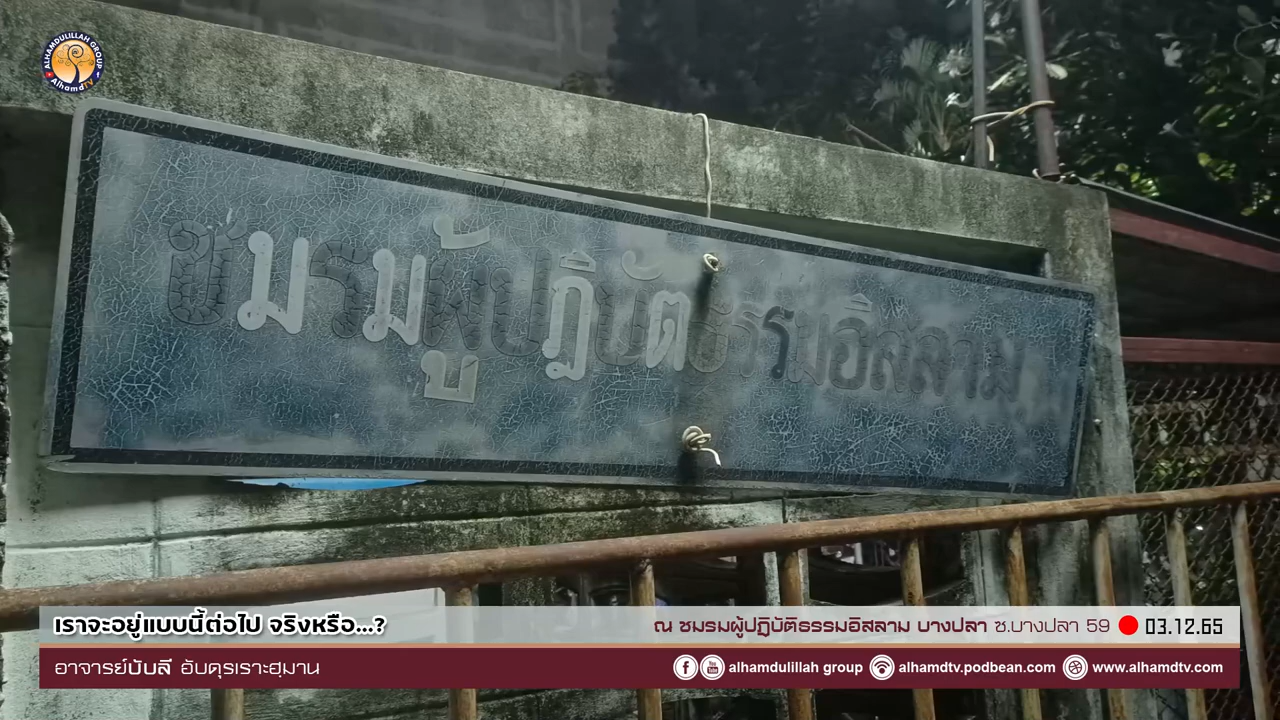 ALHAMDULILLAH GROUP
AlhamdTV
ชมรมผู้ปฏิบัตธรรมอิสลาม
เราจะอยู่แบบนี้ต่อไป จริงหรือ...?
ณ ชมรมผู้ปฏิบัติธรรมอิสลาม บางปลา ซ.บางปลา 59 03.12.65
อาจารย์บับลี อับดุรเราะฮฺมาน
alhamdulillah group alhamdtv.podbean.com www.alhamdtv.com